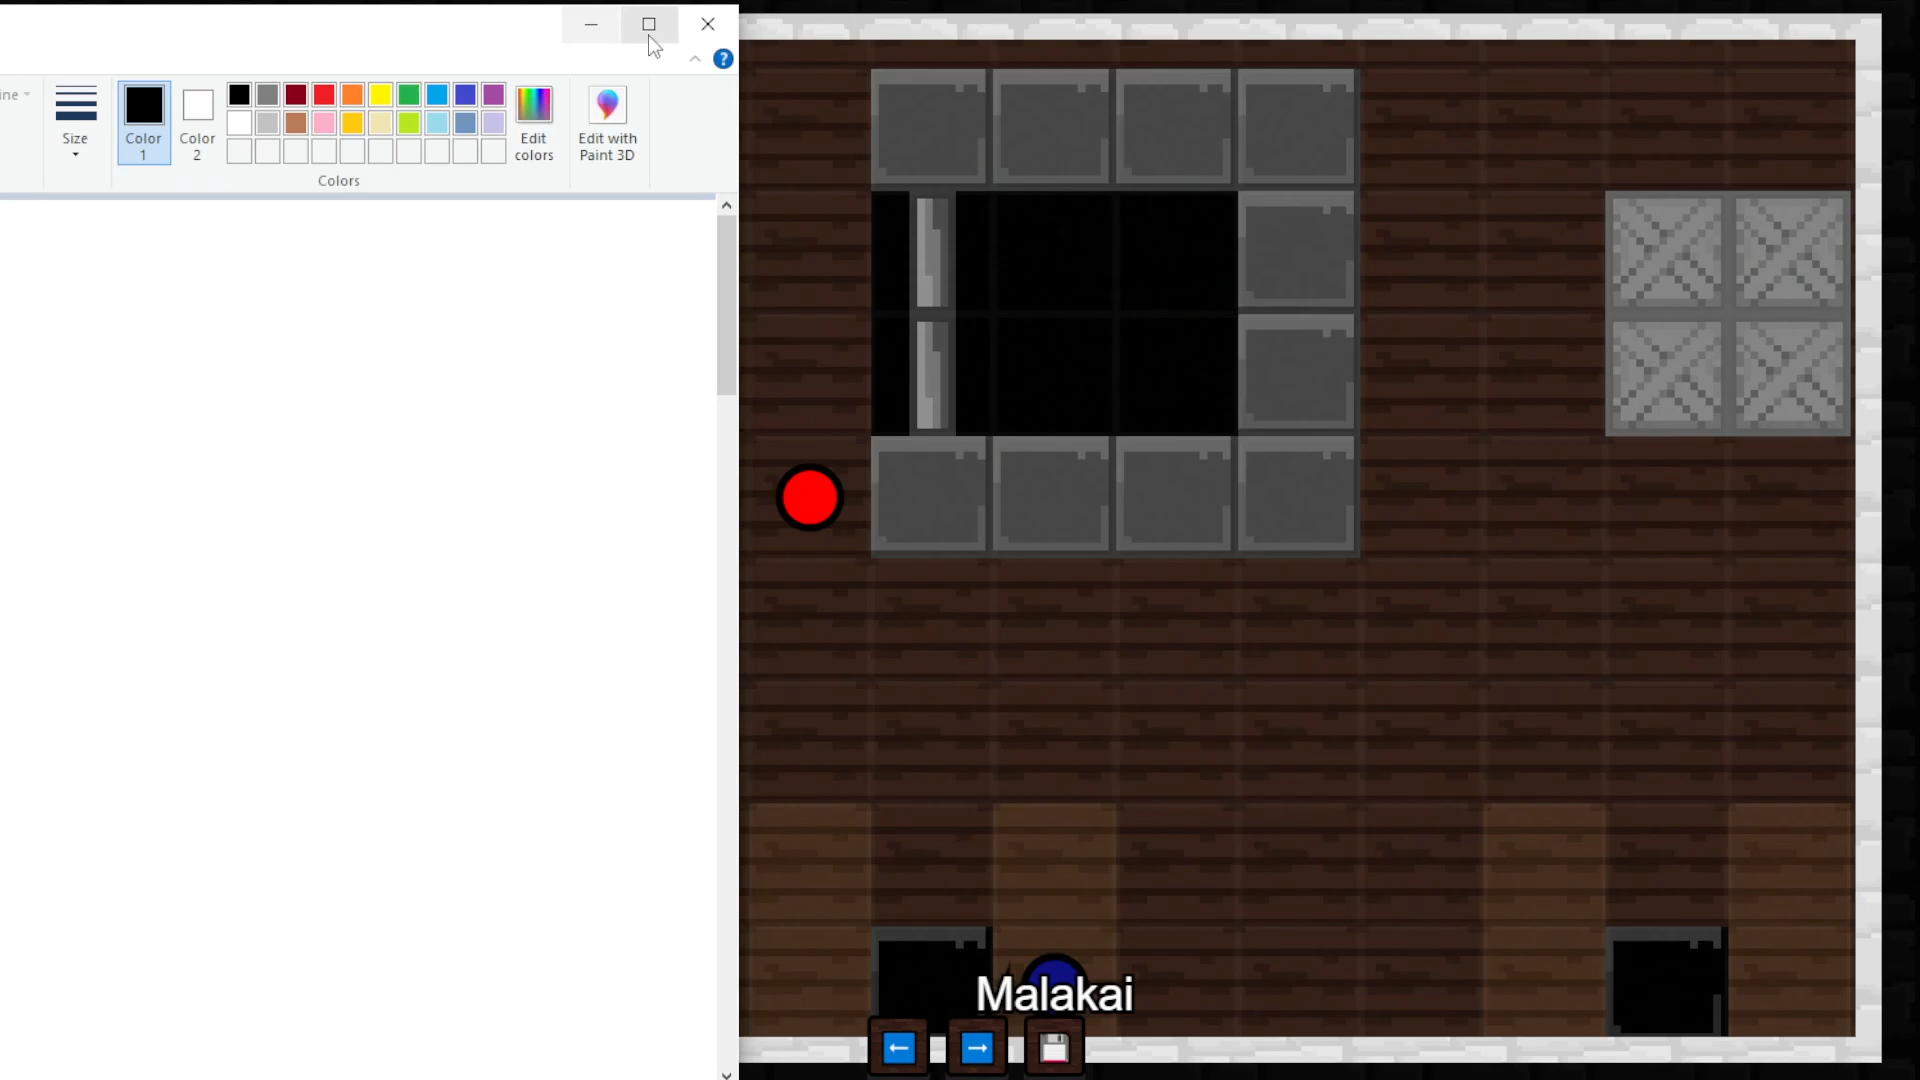 ine
Size
Color
1
Color
2
Edit
colors
Edit with
Paint 3D
Colors
?
Malakai